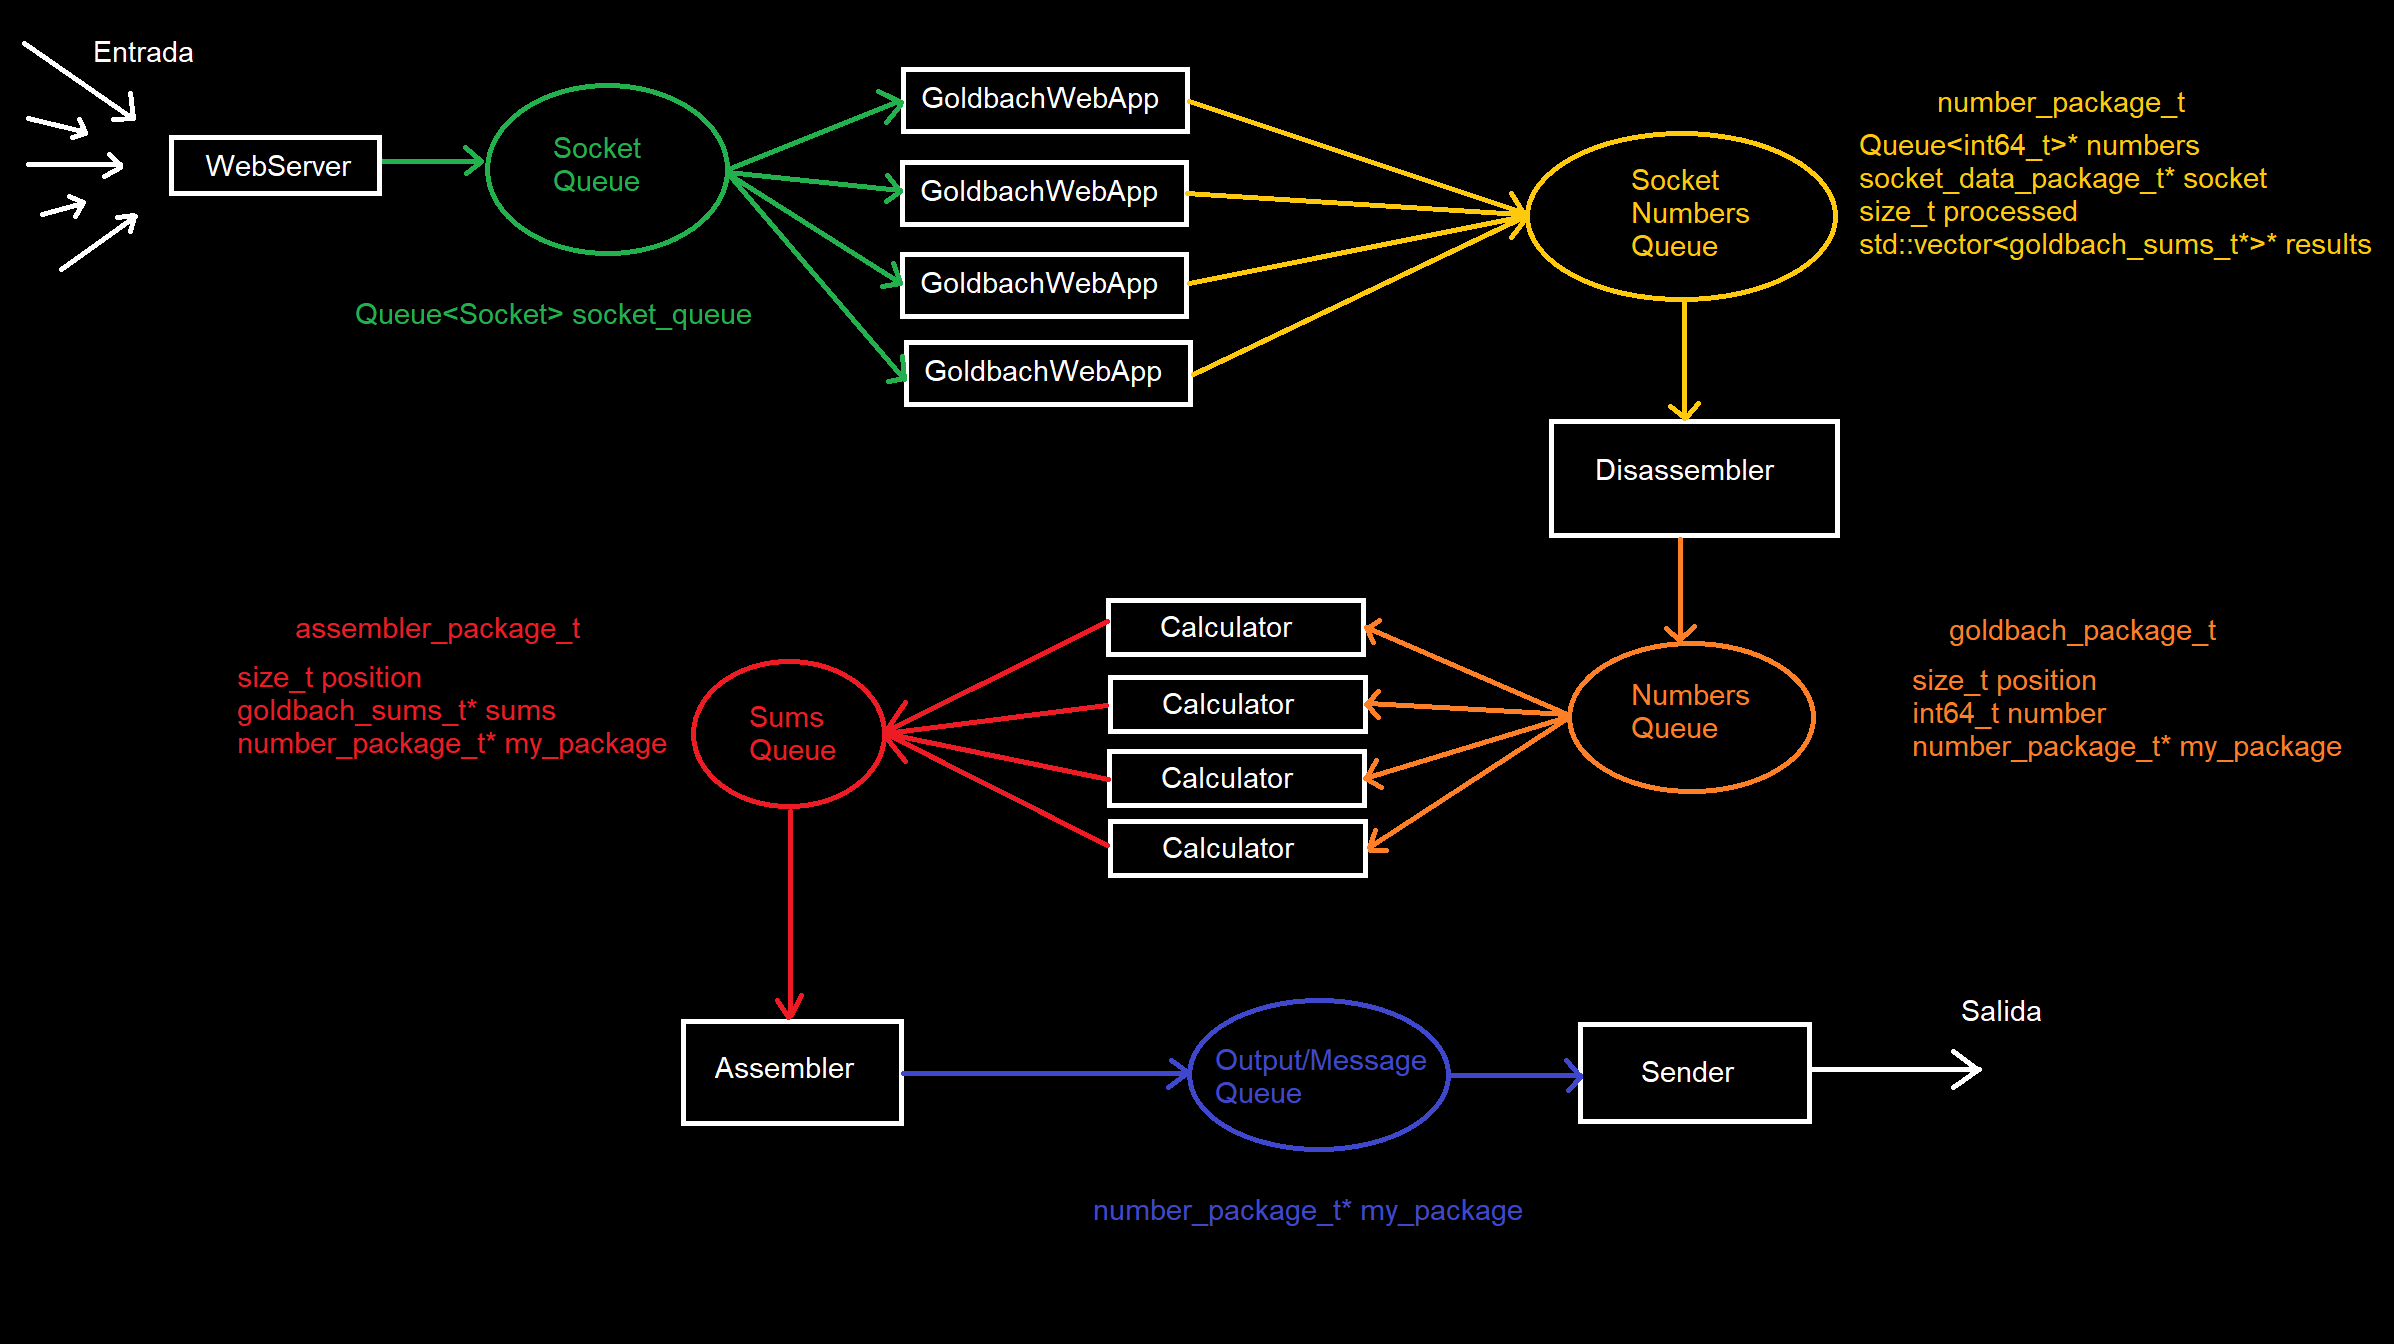 Entrada
WebServer
Socket
Queue
Queue<Socket> socket_queue
GoldbachWebApp
GoldbachWebApp
GoldbachWebApp
GoldbachWebApp
Socket
Numbers
Queue
number_package_t
Queue<int64_t>* numbers
socket_data_package_t* socket
size_t processed
std::vector<goldbach_sums_t*>* results
Disassembler
goldbach_package_t
size_t position
int64_t number
number_package_t* my_package
Numbers
Queue
Calculator
Calculator
Calculator
Calculator
Sums
Queue
assembler_package_t
size_t position
goldbach_sums_t* sums
number_package_t* my_package
Assembler
Output/Message
Queue
number_package_t* my_package
Sender
Salida